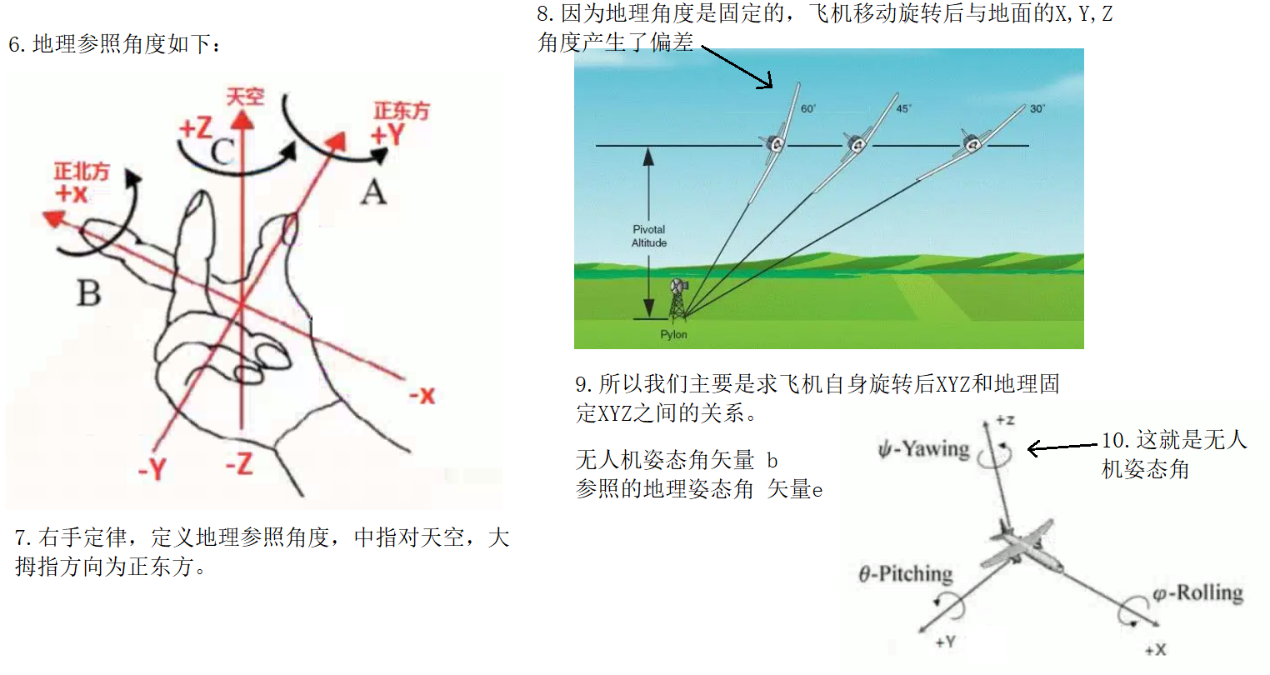 6.地理参照角度如下：
天空
+Z
C
正东方
+Y
A
正北方
+X
B
-X
-Y
-Z
7.右手定律，定义地理参照角度，中指对天空，大
拇指方向为正东方。
8.因为地理角度是固定的，飞机移动旋转后与地面的X,Y,Z
角度产生了偏差
60°
45°
30°
Pivotal
Altitude
Pylon
9.所以我们主要是求飞机自身旋转后XYZ和地理固
定XYZ之间的关系。
无人机姿态角矢量 b
参照的地理姿态角 矢量e
+z
ψ-Yawing
10.这就是无人
机姿态角
θ-Pitching
φ-Rolling
+Y
+X